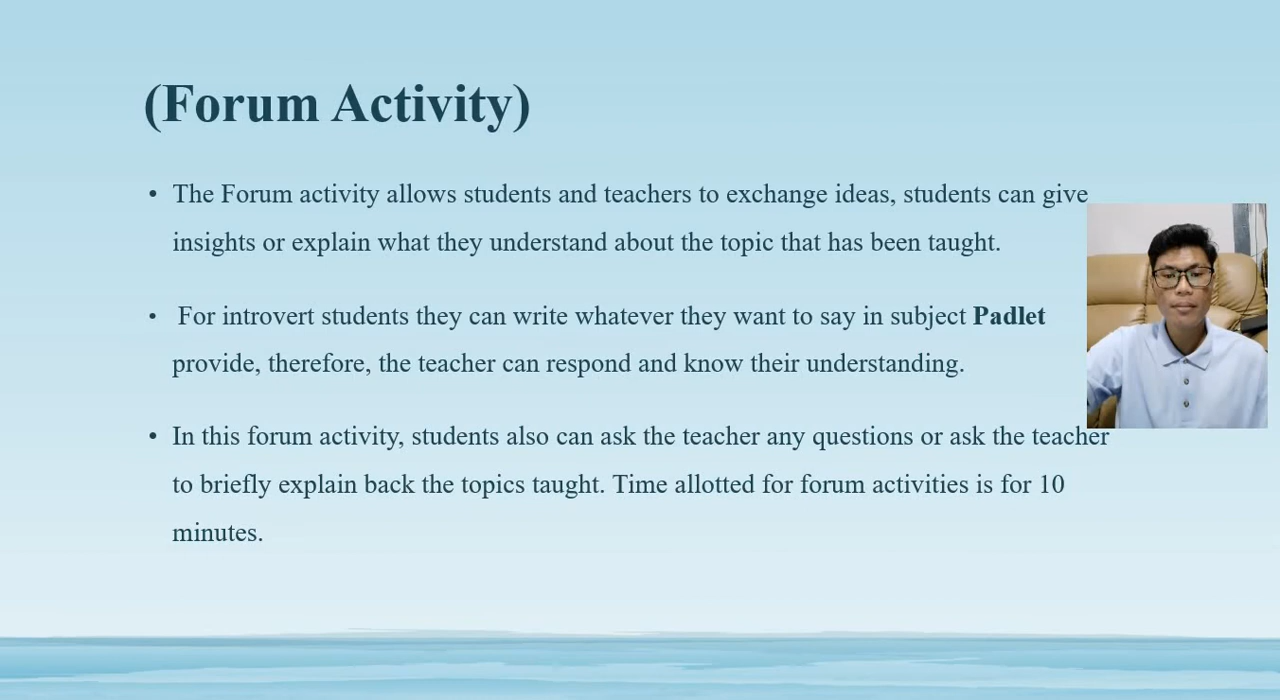 (Forum Activity)
• The Forum activity allows students and teachers to exchange ideas, students can give
insights or explain what they understand about the topic that has been taught.
• For introvert students they can write whatever they want to say in subject Padlet
provide, therefore, the teacher can respond and know their understanding.
• In this forum activity, students also can ask the teacher any questions or ask the teacher
to briefly explain back the topics taught. Time allotted for forum activities is for 10
minutes.